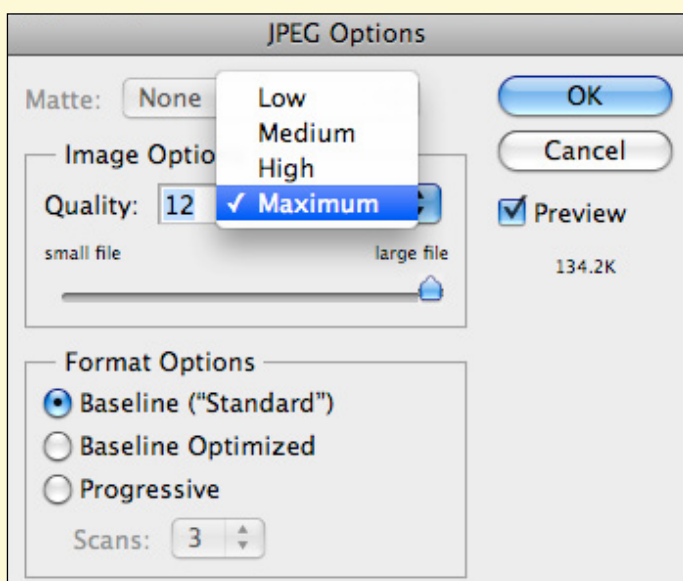 JPEG Options
Matte: None
Low
Medium
High
✓ Maximum
Image Optio
Quality: 12
small file
large file
OK
Cancel
Preview
134.2K
Format Options
Baseline (“Standard”)
Baseline Optimized
Progressive
Scans: 3